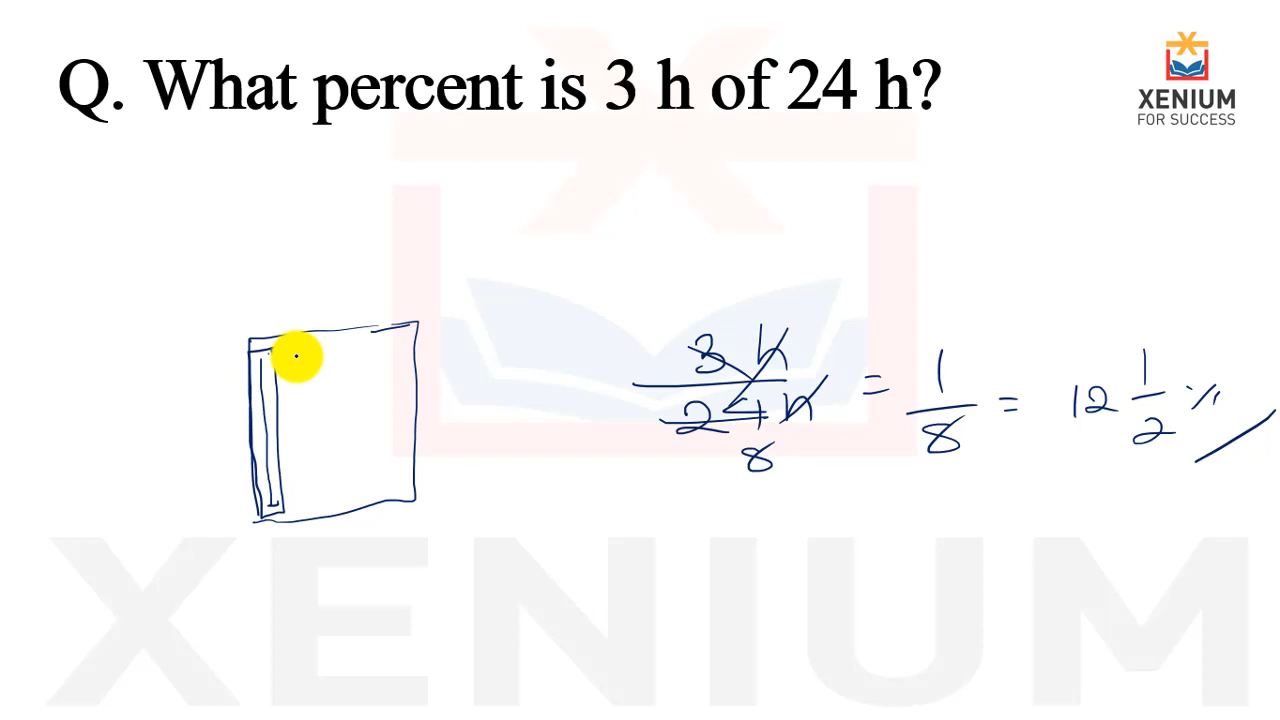 Q. What percent is 3 h of 24 h?
XENIUM
FOR SUCCESS
3 h
24 h
8
= 1/8 = 12 1/2 %
XENIUM